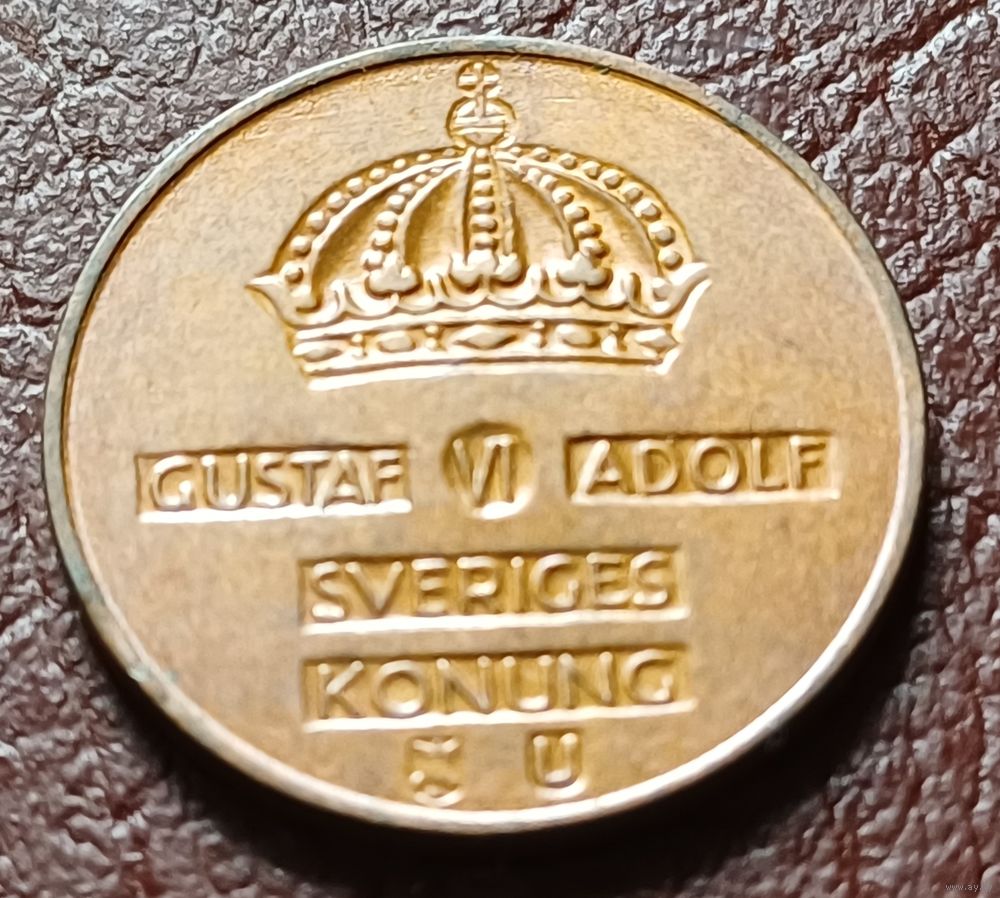 GUSTAF VI ADOLF
SVERIGES
KONUNG
U